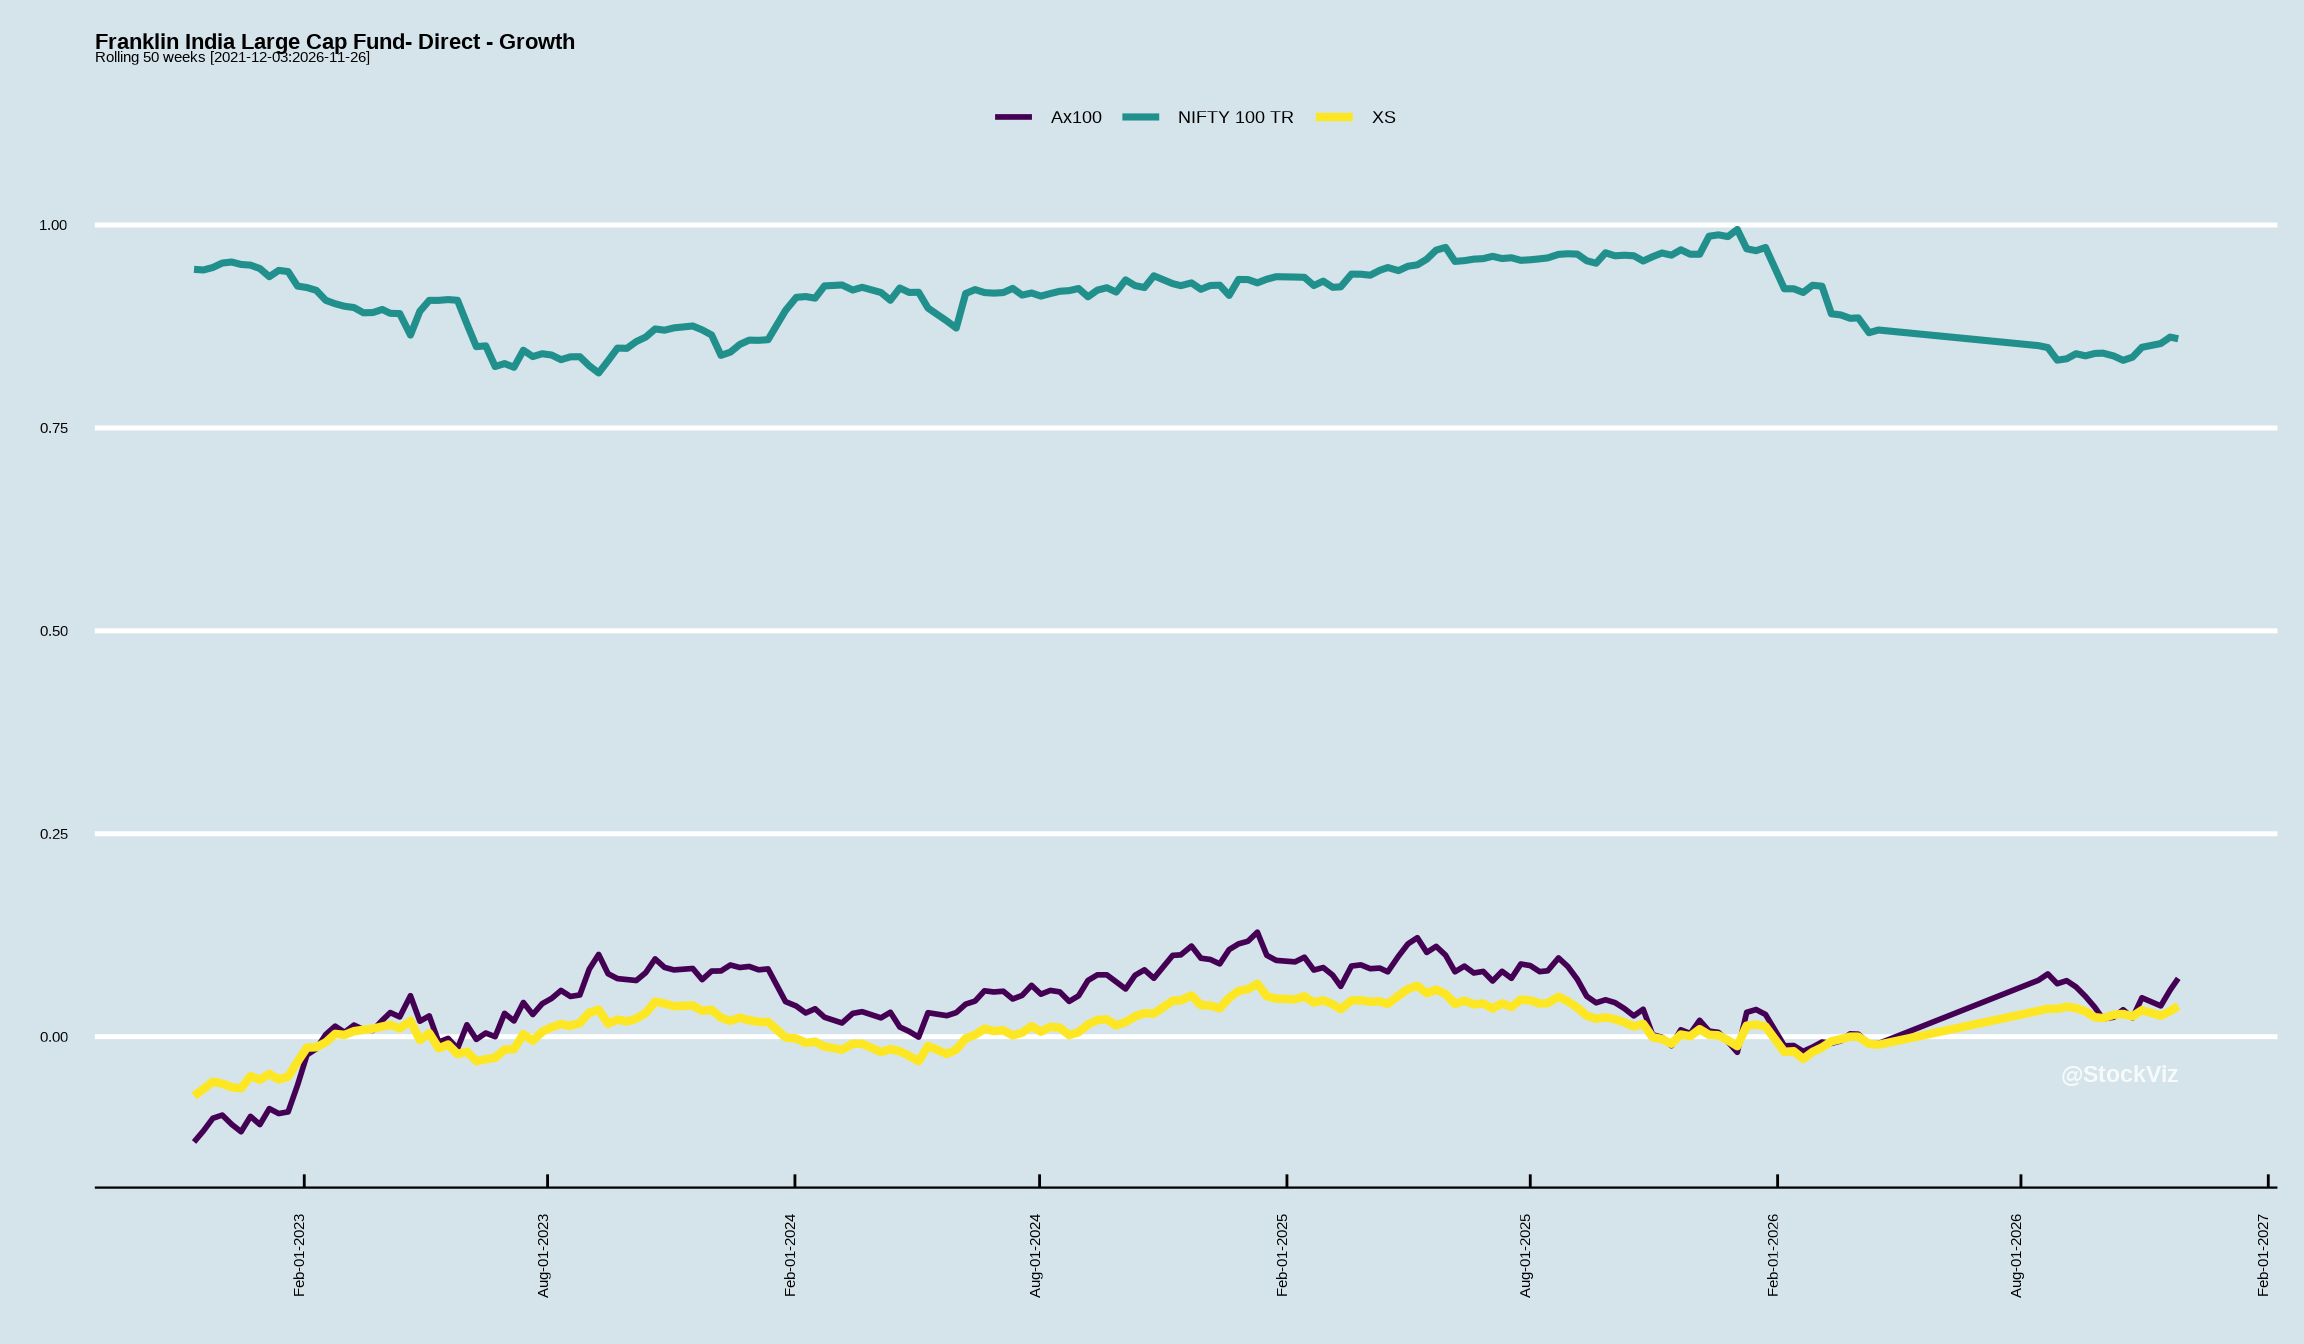 Franklin India Large Cap Fund- Direct - Growth
Rolling 50 weeks [2021-12-03:2026-11-26]
Ax100 NIFTY 100 TR XS
1.00
0.75
0.50
0.25
0.00
@StockViz
Feb-01-2023
Aug-01-2023
Feb-01-2024
Aug-01-2024
Feb-01-2025
Aug-01-2025
Feb-01-2026
Aug-01-2026
Feb-01-2027